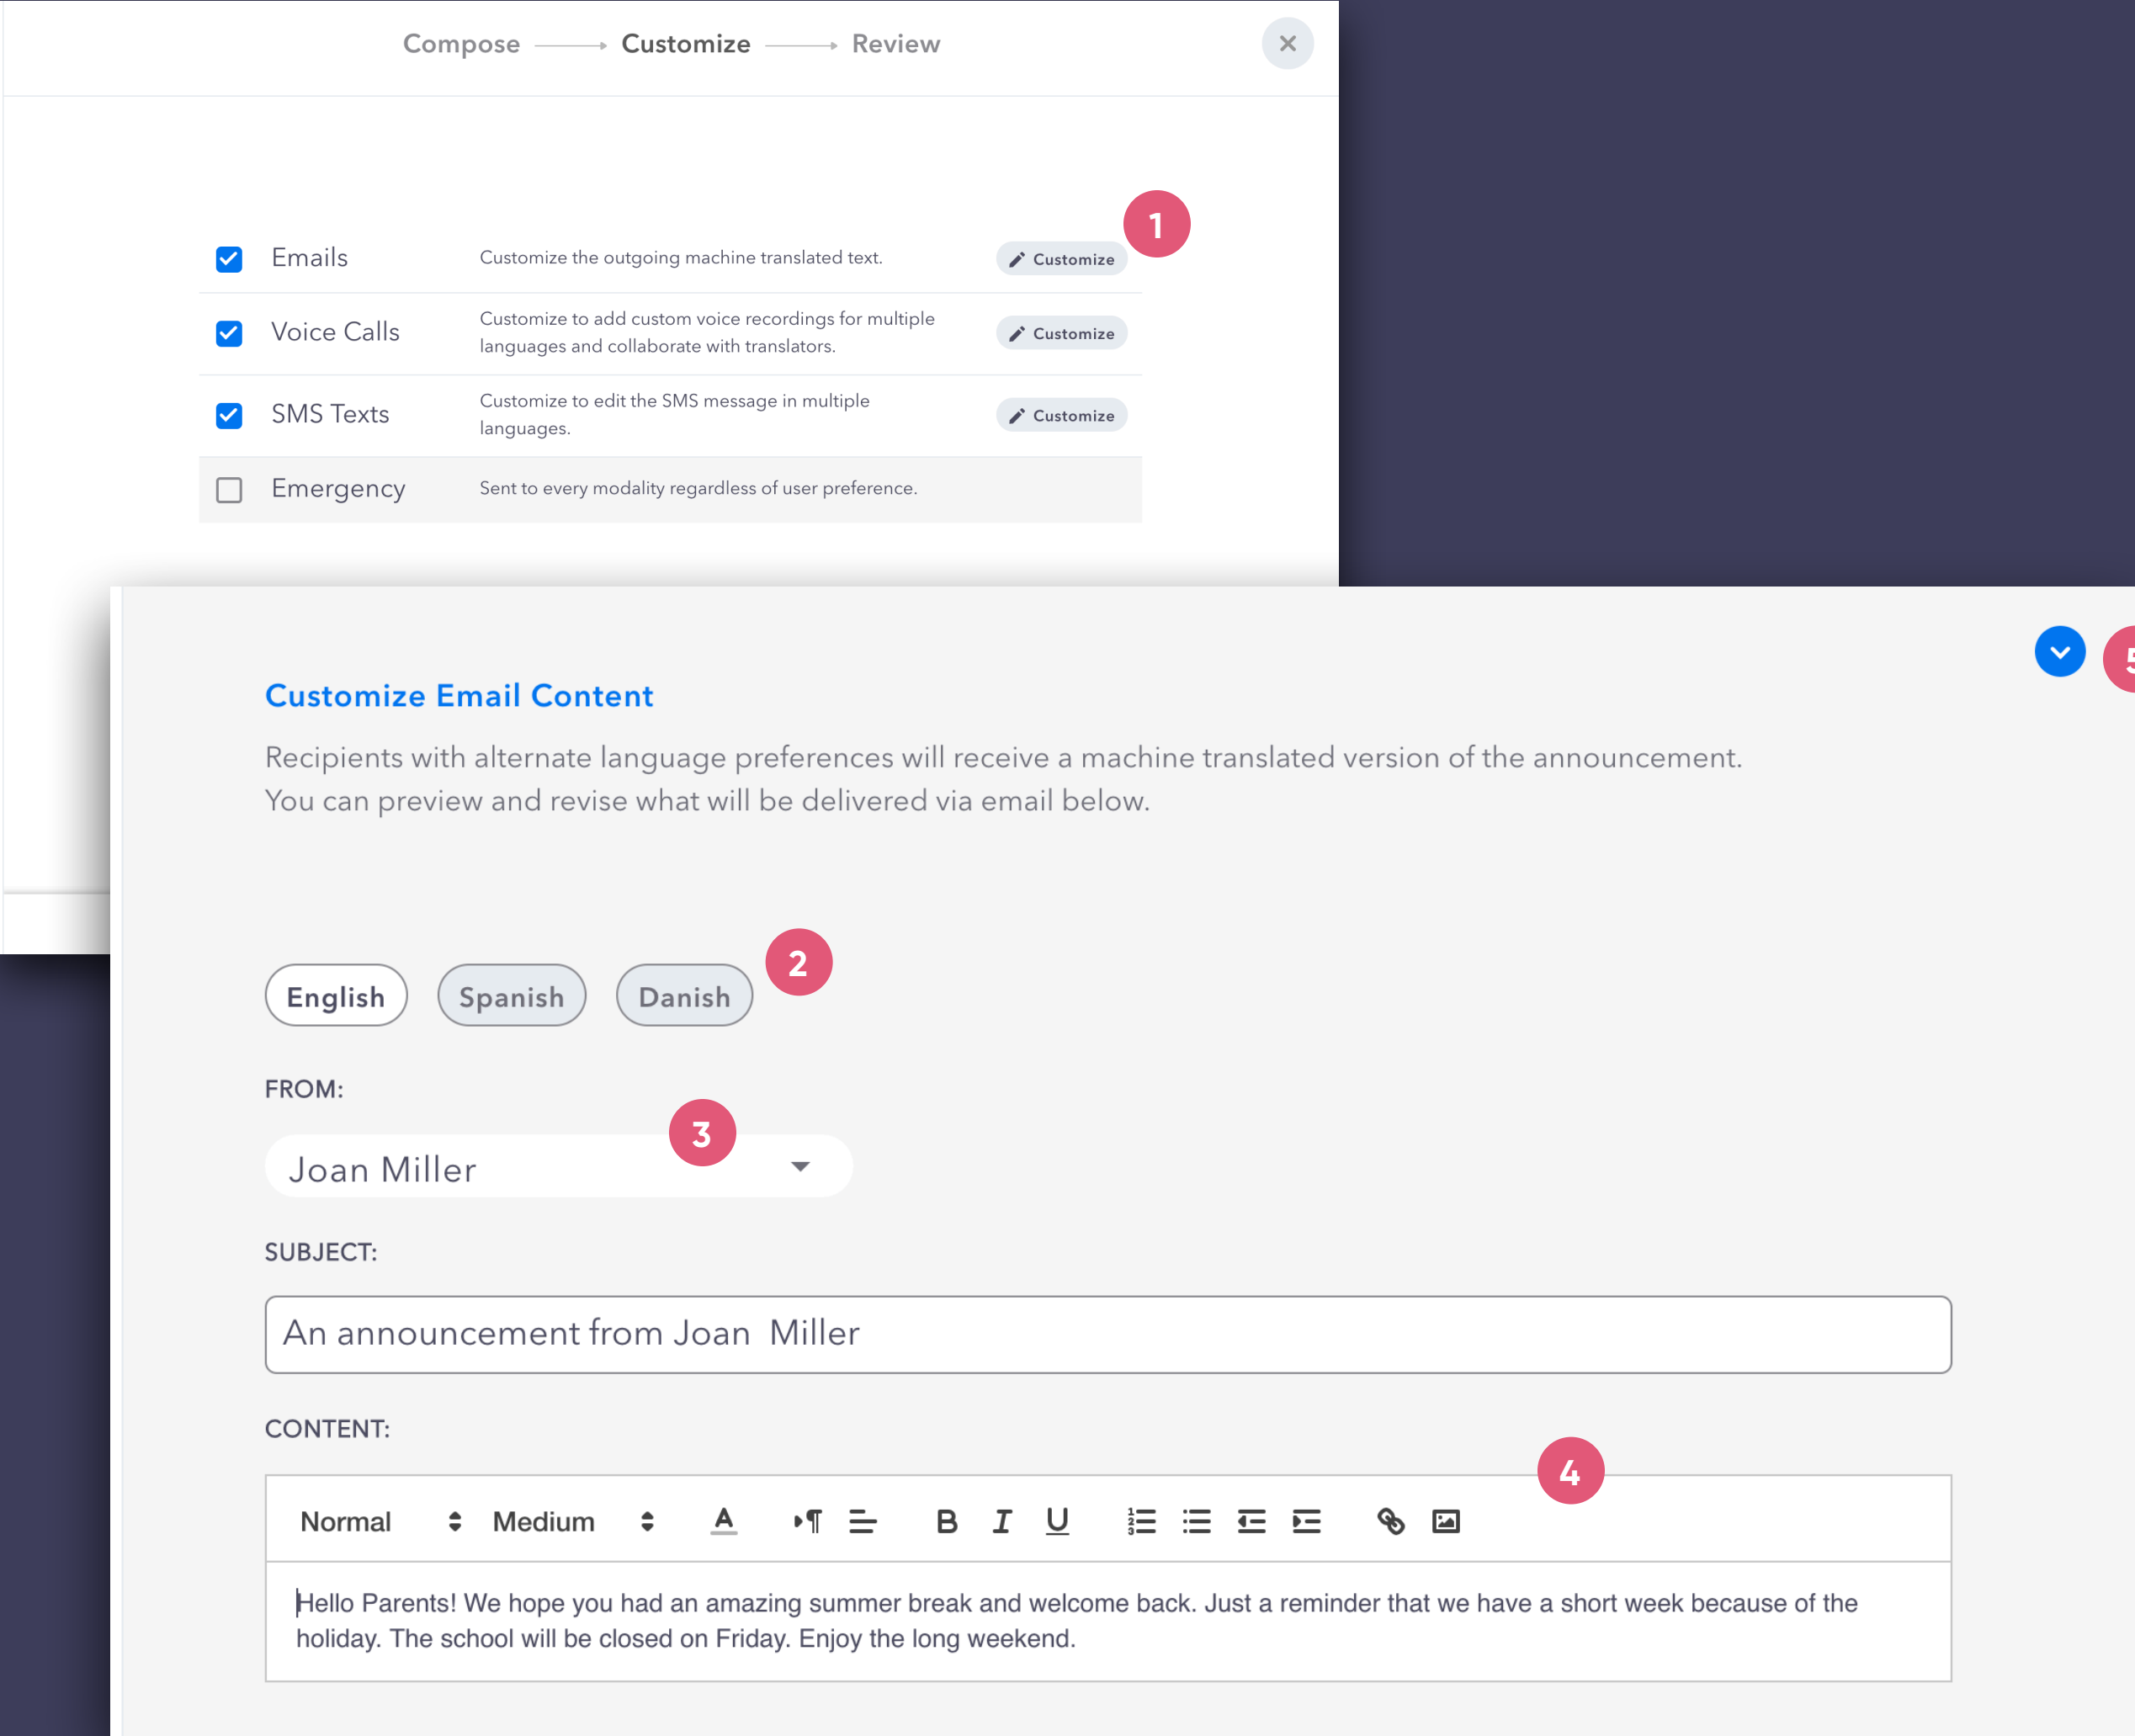 Compose Customize Review
1
Emails Customize the outgoing machine translated text. Customize
Voice Calls Customize to add custom voice recordings for multiple
languages and collaborate with translators. Customize
SMS Texts Customize to edit the SMS message in multiple
languages. Customize
Emergency Sent to every modality regardless of user preference.
5
Customize Email Content
Recipients with alternate language preferences will receive a machine translated version of the announcement.
You can preview and revise what will be delivered via email below.
2
English Spanish Danish
FROM:
3
Joan Miller
SUBJECT:
An announcement from Joan  Miller
CONTENT:
4
Normal Medium A B I U
Hello Parents! We hope you had an amazing summer break and welcome back. Just a reminder that we have a short week because of the
holiday. The school will be closed on Friday. Enjoy the long weekend.